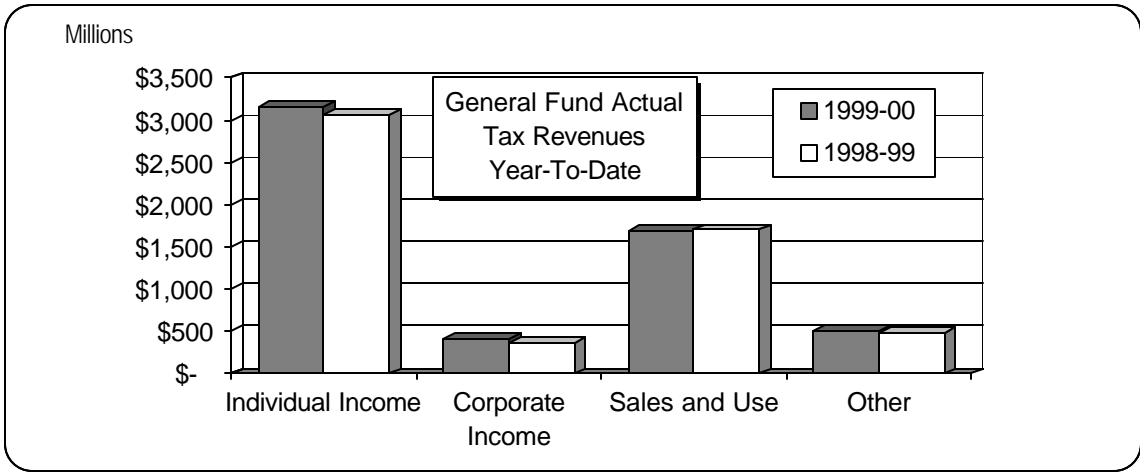 Millions
$3,500
$3,000
$2,500
$2,000
$1,500
$1,000
$500
$-
General Fund Actual
Tax Revenues
Year-To-Date
1999-00
1998-99
Individual Income
Corporate
Income
Sales and Use
Other